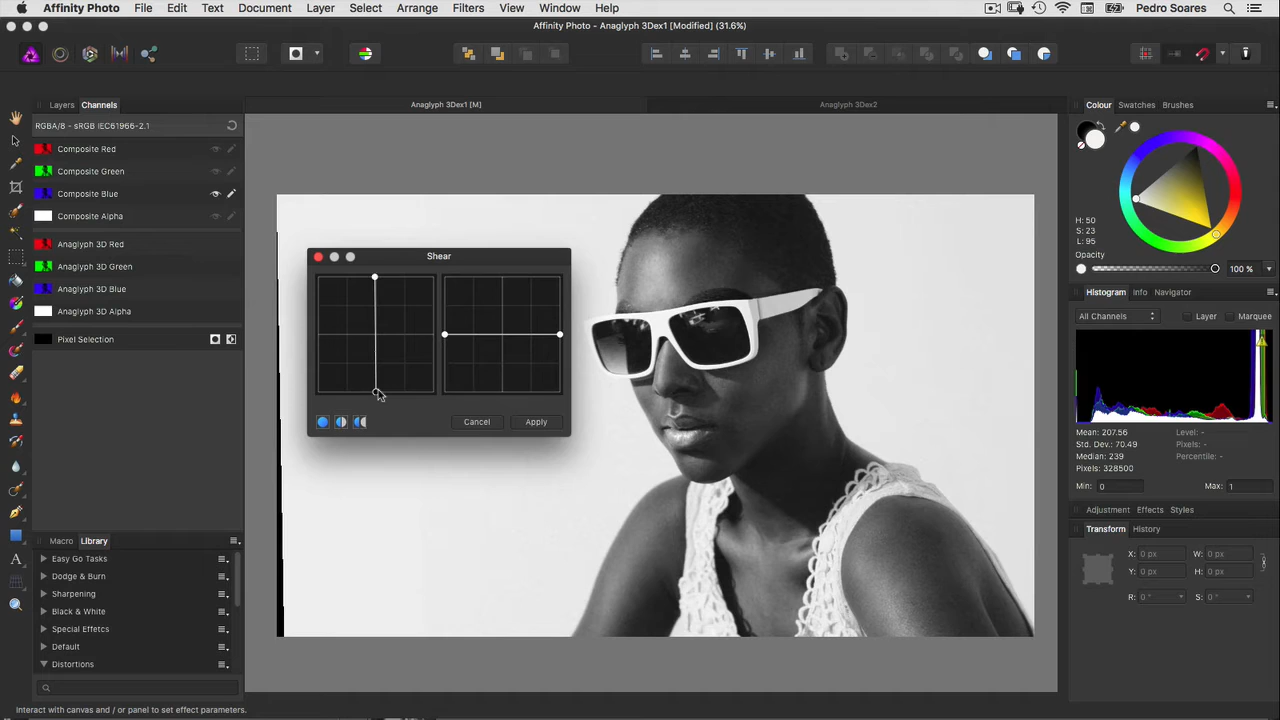 Affinity Photo File Edit Text Document Layer Select Arrange Filters View Window Help Pedro Soares
Affinity Photo - Anaglyph 3Dex1 [Modified] (31.6%)
Layers Channels
Anaglyph 3Dex1 [M]
Anaglyph 3Dex2
Colour Swatches Brushes
RGBA/8 - sRGB IEC61966-2.1
Composite Red
Composite Green
Composite Blue
Composite Alpha
Anaglyph 3D Red
Anaglyph 3D Green
Anaglyph 3D Blue
Anaglyph 3D Alpha
Pixel Selection
Shear
Cancel Apply
H: 50
S: 23
L: 95
Opacity
100 %
Histogram Info Navigator
All Channels Layer Marquee
Mean: 207.56 Level: -
Std. Dev.: 70.49 Pixels: -
Median: 239 Percentile: -
Pixels: 328500
Min: 0 Max: 1
Adjustment Effects Styles
Transform History
X: 0 px W: 0 px
Y: 0 px H: 0 px
R: 0 ° S: 0 °
Macro Library
Easy Go Tasks
Dodge & Burn
Sharpening
Black & White
Special Effetcs
Default
Distortions
Interact with canvas and / or panel to set effect parameters.